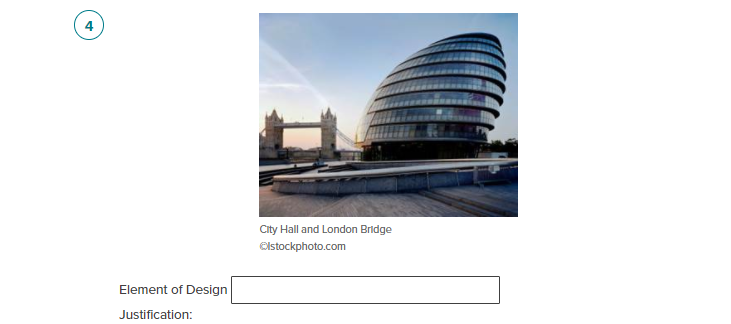 4
City Hall and London Bridge
©Istockphoto.com
Element of Design
Justification: